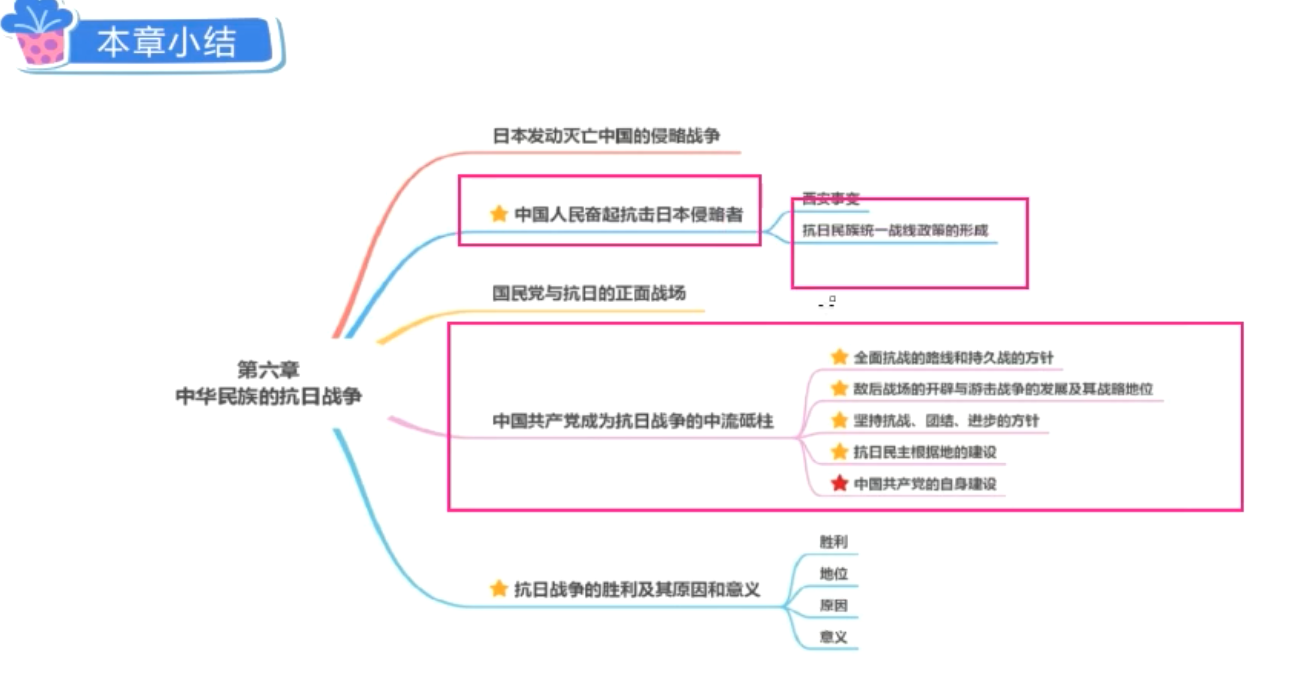 本章小结
日本发动灭亡中国的侵略战争
中国人民奋起抗击日本侵略者
西安事变
抗日民族统一战线政策的形成
国民党与抗日的正面战场
第六章
中华民族的抗日战争
中国共产党成为抗日战争的中流砥柱
全面抗战的路线和持久战的方针
敌后战场的开辟与游击战争的发展及其战略地位
坚持抗战、团结、进步的方针
抗日民主根据地的建设
中国共产党的自身建设
抗日战争的胜利及其原因和意义
胜利
地位
原因
意义